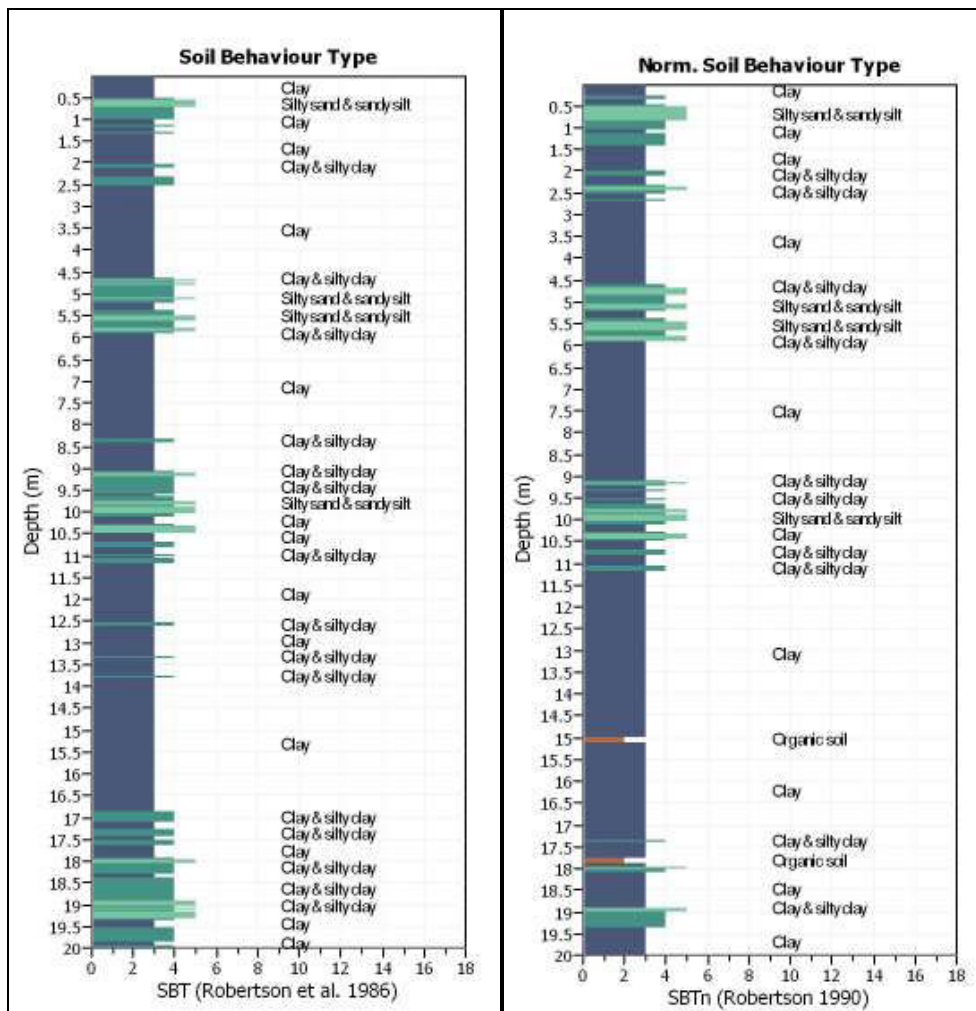 Soil Behaviour Type
Clay
0.5
Silty sand & sandy silt
1
Clay
1.5
Clay
2
Clay & silty clay
2.5
3
3.5
Clay
4
4.5
Clay & silty clay
5
Silty sand & sandy silt
5.5
Silty sand & sandy silt
6
Clay & silty clay
6.5
7
Clay
7.5
8
8.5
Clay & silty clay
9
Clay & silty clay
9.5
Clay & silty clay
Silty sand & sandy silt
10
Clay
10.5
Clay
11
Clay & silty clay
11.5
12
Clay
12.5
Clay & silty clay
13
Clay
13.5
Clay & silty clay
Clay & silty clay
14
14.5
15
15.5
Clay
16
16.5
17
Clay & silty clay
17.5
Clay & silty clay
Clay
18
Clay & silty clay
18.5
Clay & silty clay
19
Clay & silty clay
19.5
Clay
20
Clay
Depth (m)
0 2 4 6 8 10 12 14 16 18
SBT (Robertson et al. 1986)
Norm. Soil Behaviour Type
Clay
0.5
Silty sand & sandy silt
1
Clay
1.5
Clay
2
Clay & silty clay
2.5
Clay & silty clay
3
3.5
Clay
4
4.5
Clay & silty clay
5
Silty sand & sandy silt
5.5
Silty sand & sandy silt
6
Clay & silty clay
6.5
7
7.5
Clay
8
8.5
9
Clay & silty clay
9.5
Clay & silty clay
10
Silty sand & sandy silt
10.5
Clay
Clay & silty clay
11
Clay & silty clay
11.5
12
12.5
13
Clay
13.5
14
14.5
15
Organic soil
15.5
16
Clay
16.5
17
17.5
Clay & silty clay
Organic soil
18
18.5
Clay
19
Clay & silty clay
19.5
Clay
20
Depth (m)
0 2 4 6 8 10 12 14 16 18
SBTn (Robertson 1990)